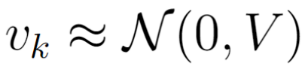 v_k ≈ 𝒩(0, V)